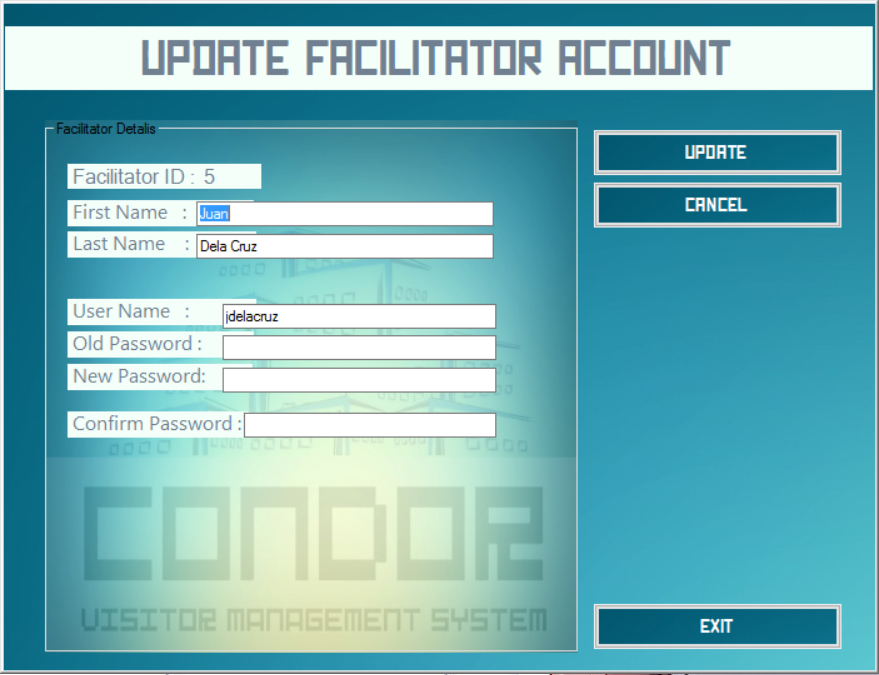 UPDATE FACILITATOR ACCOUNT
Facilitator Detalis
Facilitator ID : 5
First Name : Juan
Last Name : Dela Cruz
User Name : jdelacruz
Old Password :
New Password:
Confirm Password :
CONDOR
VISITOR MANAGEMENT SYSTEM
UPDATE
CANCEL
EXIT